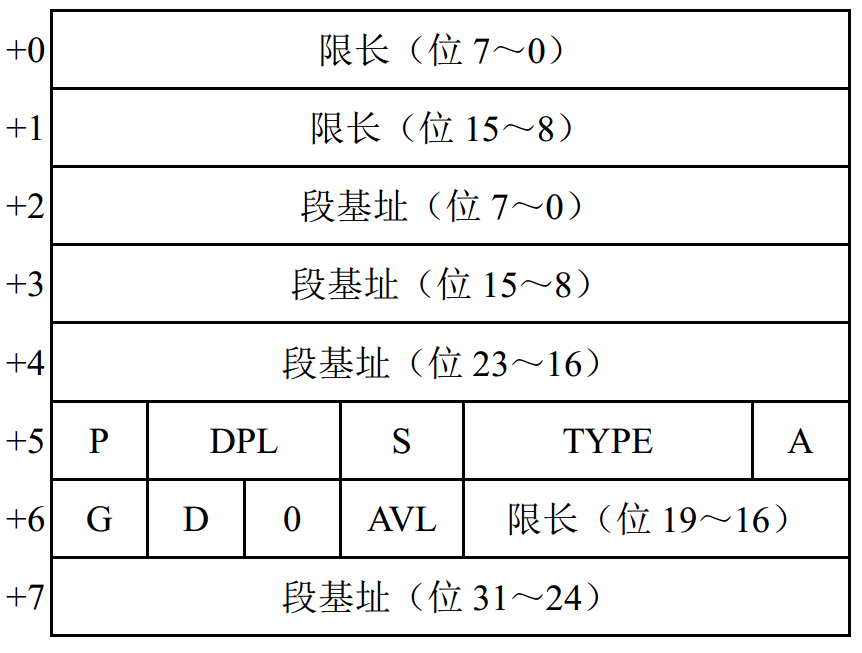 +0 限长（位 7～0）
+1 限长（位 15～8）
+2 段基址（位 7～0）
+3 段基址（位 15～8）
+4 段基址（位 23～16）
+5 P DPL S TYPE A
+6 G D 0 AVL 限长（位 19～16）
+7 段基址（位 31～24）